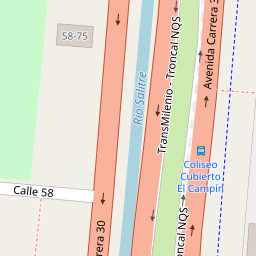 58-75
Río Salitre
TransMilenio - Troncal NQS
Avenida Carrera 3
Coliseo
Cubierto
El Campín
Calle 58
rrera 30
Troncal NQS